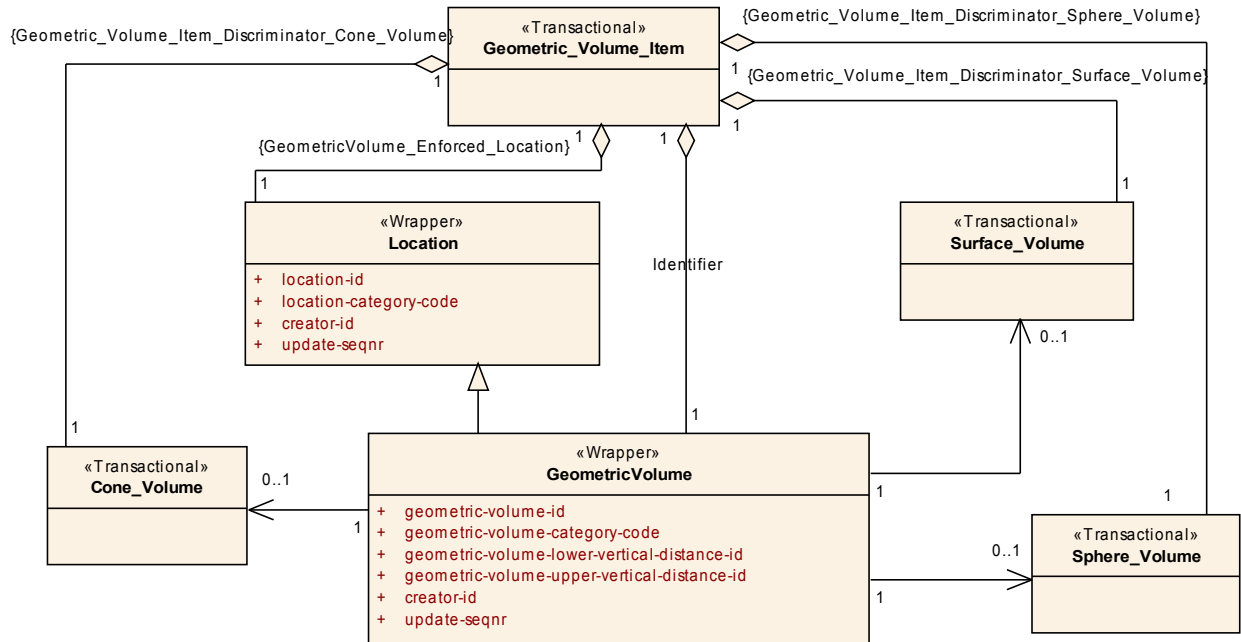 {Geometric_Volume_Item_Discriminator_Cone_Volume}
1
«Transactional»
Geometric_Volume_Item
{Geometric_Volume_Item_Discriminator_Sphere_Volume}
1
{Geometric_Volume_Item_Discriminator_Surface_Volume}
1
1
1
{GeometricVolume_Enforced_Location}
1
«Wrapper»
Location
+ location-id
+ location-category-code
+ creator-id
+ update-seqnr
Identifier
1
«Transactional»
Surface_Volume
0..1
1
«Transactional»
Cone_Volume
0..1
1
1
«Wrapper»
GeometricVolume
+ geometric-volume-id
+ geometric-volume-category-code
+ geometric-volume-lower-vertical-distance-id
+ geometric-volume-upper-vertical-distance-id
+ creator-id
+ update-seqnr
1
1
0..1
1
«Transactional»
Sphere_Volume